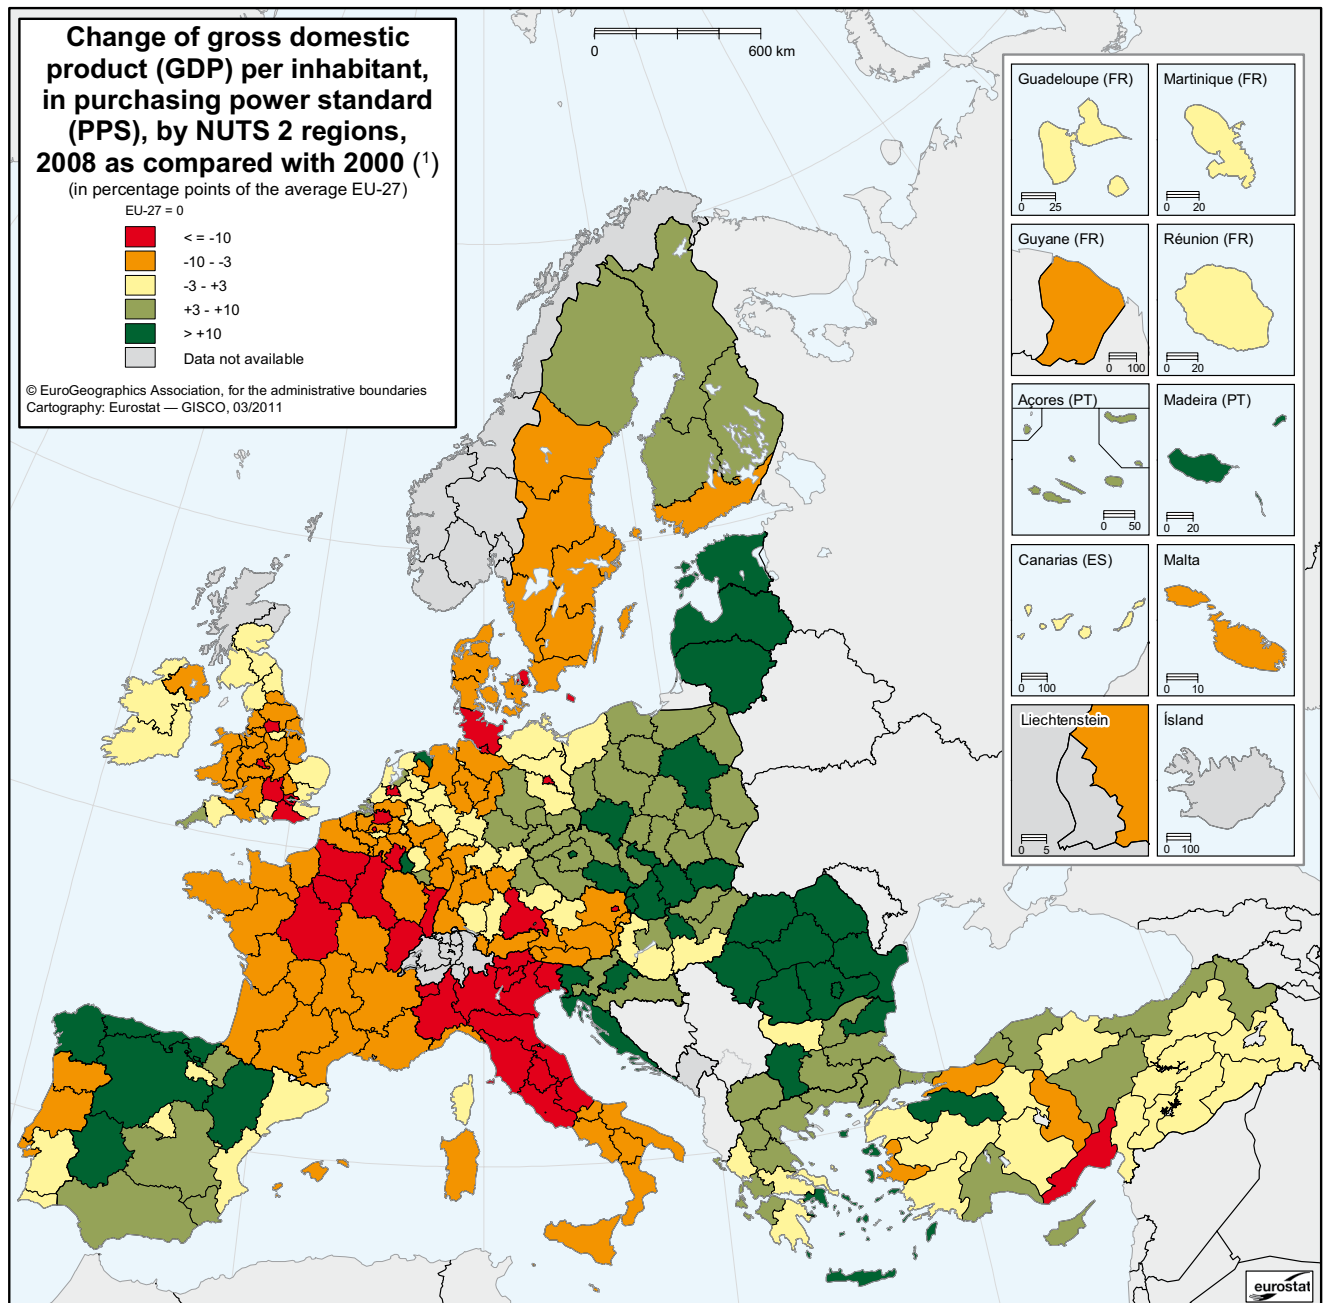 Change of gross domestic
product (GDP) per inhabitant,
in purchasing power standard
(PPS), by NUTS 2 regions,
2008 as compared with 2000 (1)
(in percentage points of the average EU-27)
EU-27 = 0
< = -10
-10 - -3
-3 - +3
+3 - +10
> +10
Data not available
© EuroGeographics Association, for the administrative boundaries
Cartography: Eurostat — GISCO, 03/2011
0 600 km
Guadeloupe (FR)
0 25
Martinique (FR)
0 20
Guyane (FR)
0 100
Réunion (FR)
0 20
Açores (PT)
0 50
Madeira (PT)
0 20
Canarias (ES)
0 100
Malta
0 10
Liechtenstein
0 5
Ísland
0 100
eurostat